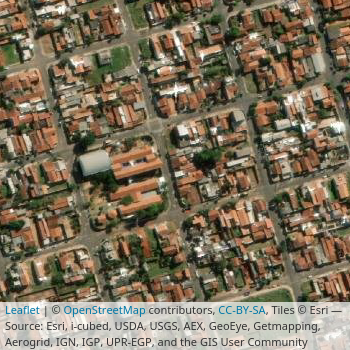 Leaflet | © OpenStreetMap contributors, CC-BY-SA, Tiles © Esri —
Source: Esri, i-cubed, USDA, USGS, AEX, GeoEye, Getmapping,
Aerogrid, IGN, IGP, UPR-EGP, and the GIS User Community